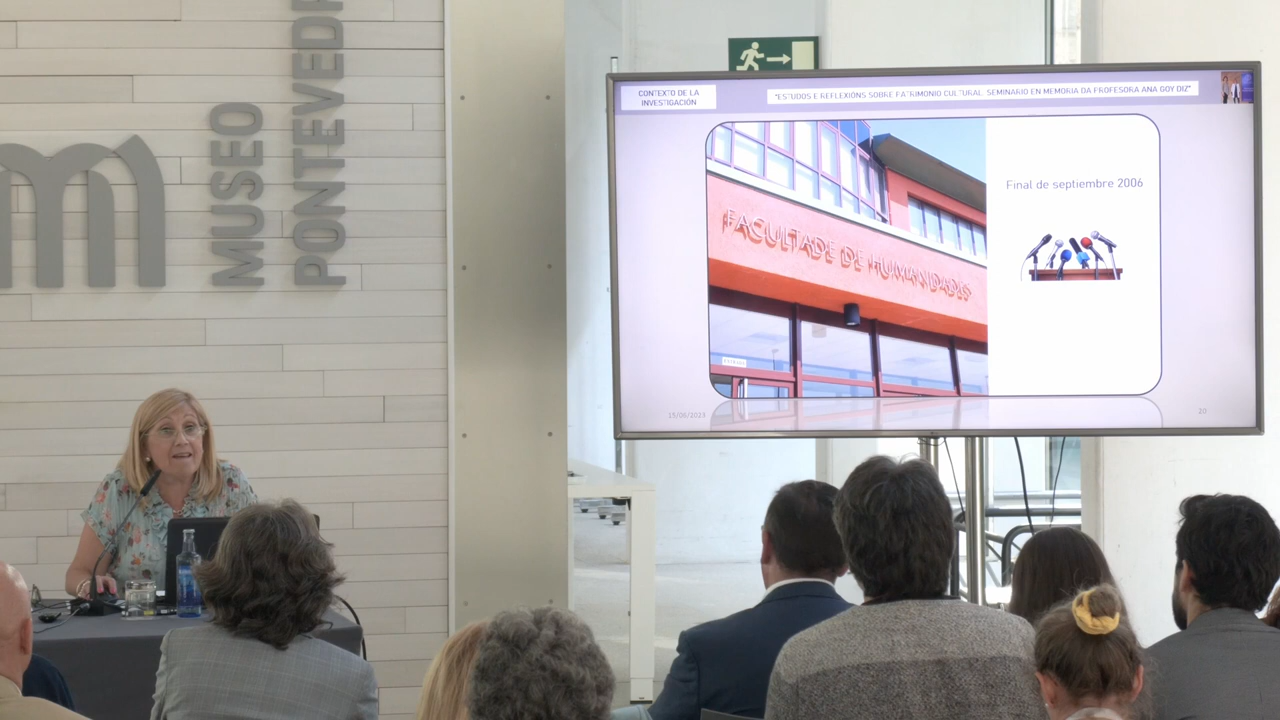 MUSEO
PONTEVEDR
CONTEXTO DE LA
INVESTIGACIÓN
"ESTUDOS E REFLEXIÓNS SOBRE PATRIMONIO CULTURAL. SEMINARIO EN MEMORIA DA PROFESORA ANA GOY DIZ"
FACULTADE DE HUMANIDADES
Final de septiembre 2006
15/06/2023
20